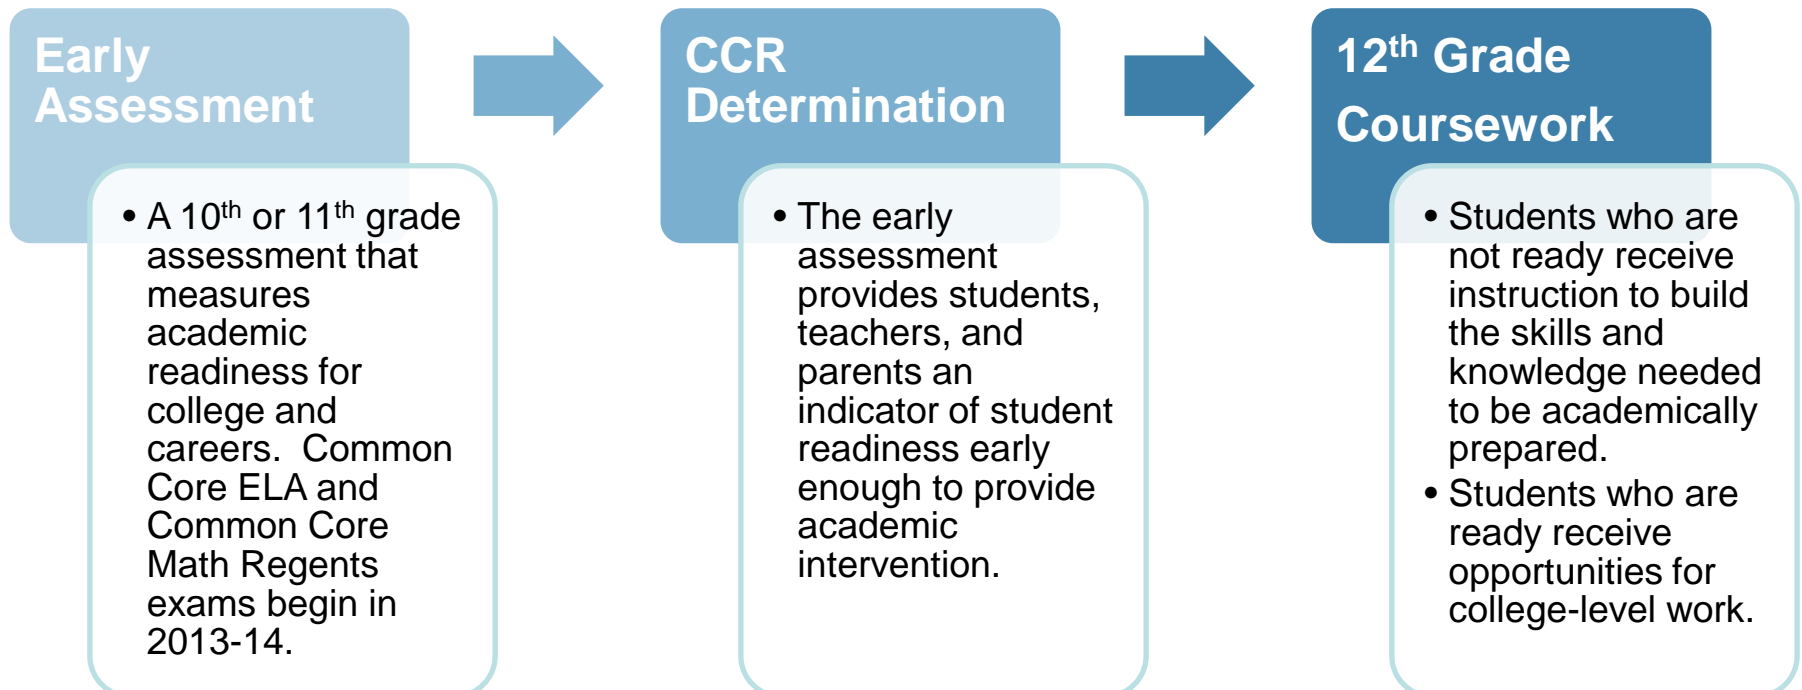 Early
Assessment
• A 10th or 11th grade
assessment that
measures
academic
readiness for
college and
careers.  Common
Core ELA and
Common Core
Math Regents
exams begin in
2013-14.
CCR
Determination
• The early
assessment
provides students,
teachers, and
parents an
indicator of student
readiness early
enough to provide
academic
intervention.
12th Grade
Coursework
• Students who are
not ready receive
instruction to build
the skills and
knowledge needed
to be academically
prepared.
• Students who are
ready receive
opportunities for
college-level work.